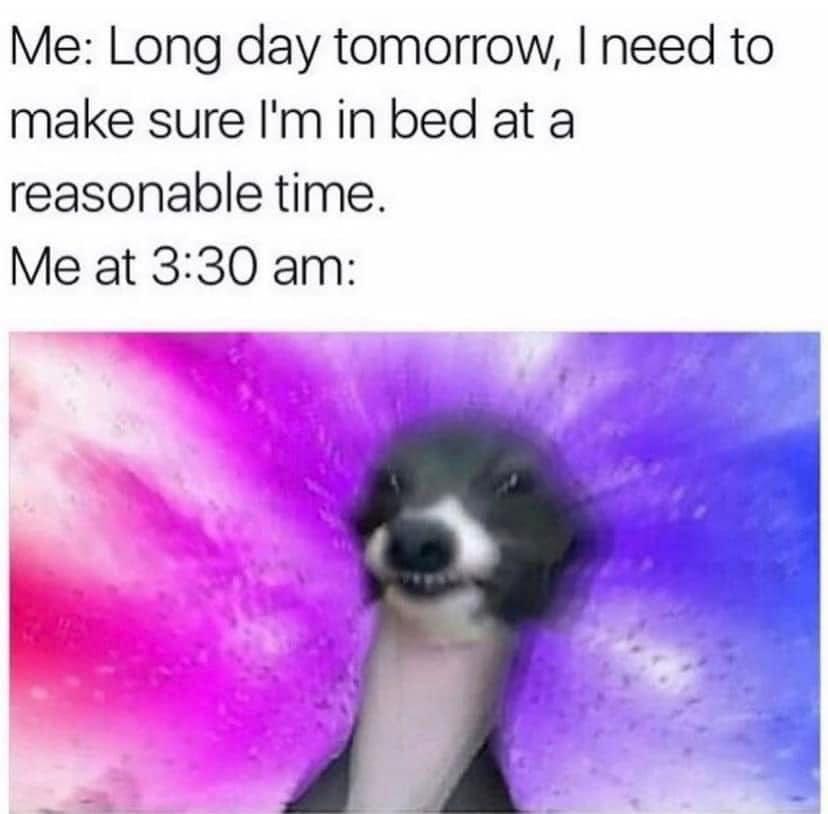 Me: Long day tomorrow, I need to
make sure I'm in bed at a
reasonable time.
Me at 3:30 am: